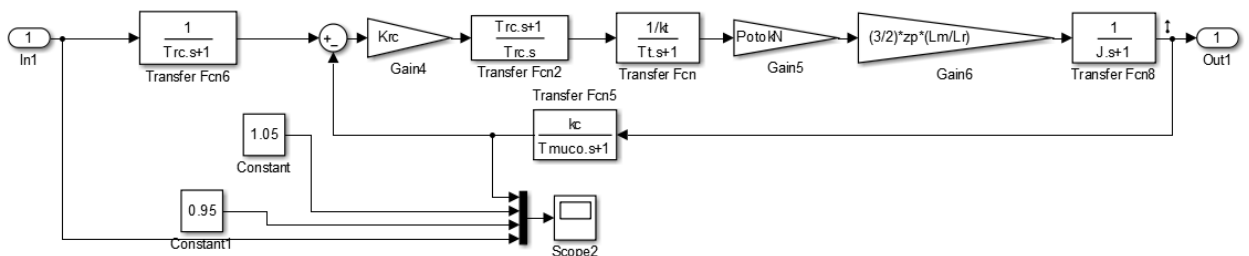 1
In1
1
Trc.s+1
Transfer Fcn6
Krc
Gain4
Trc.s+1
Trc.s
Transfer Fcn2
1/kt
Tt.s+1
Transfer Fcn
PotokN
Gain5
(3/2)*zp*(Lm/Lr)
Gain6
1
J.s+1
Transfer Fcn8
1
Out1
Transfer Fcn5
kc
Tmuco.s+1
1.05
Constant
0.95
Constant1
Scope2